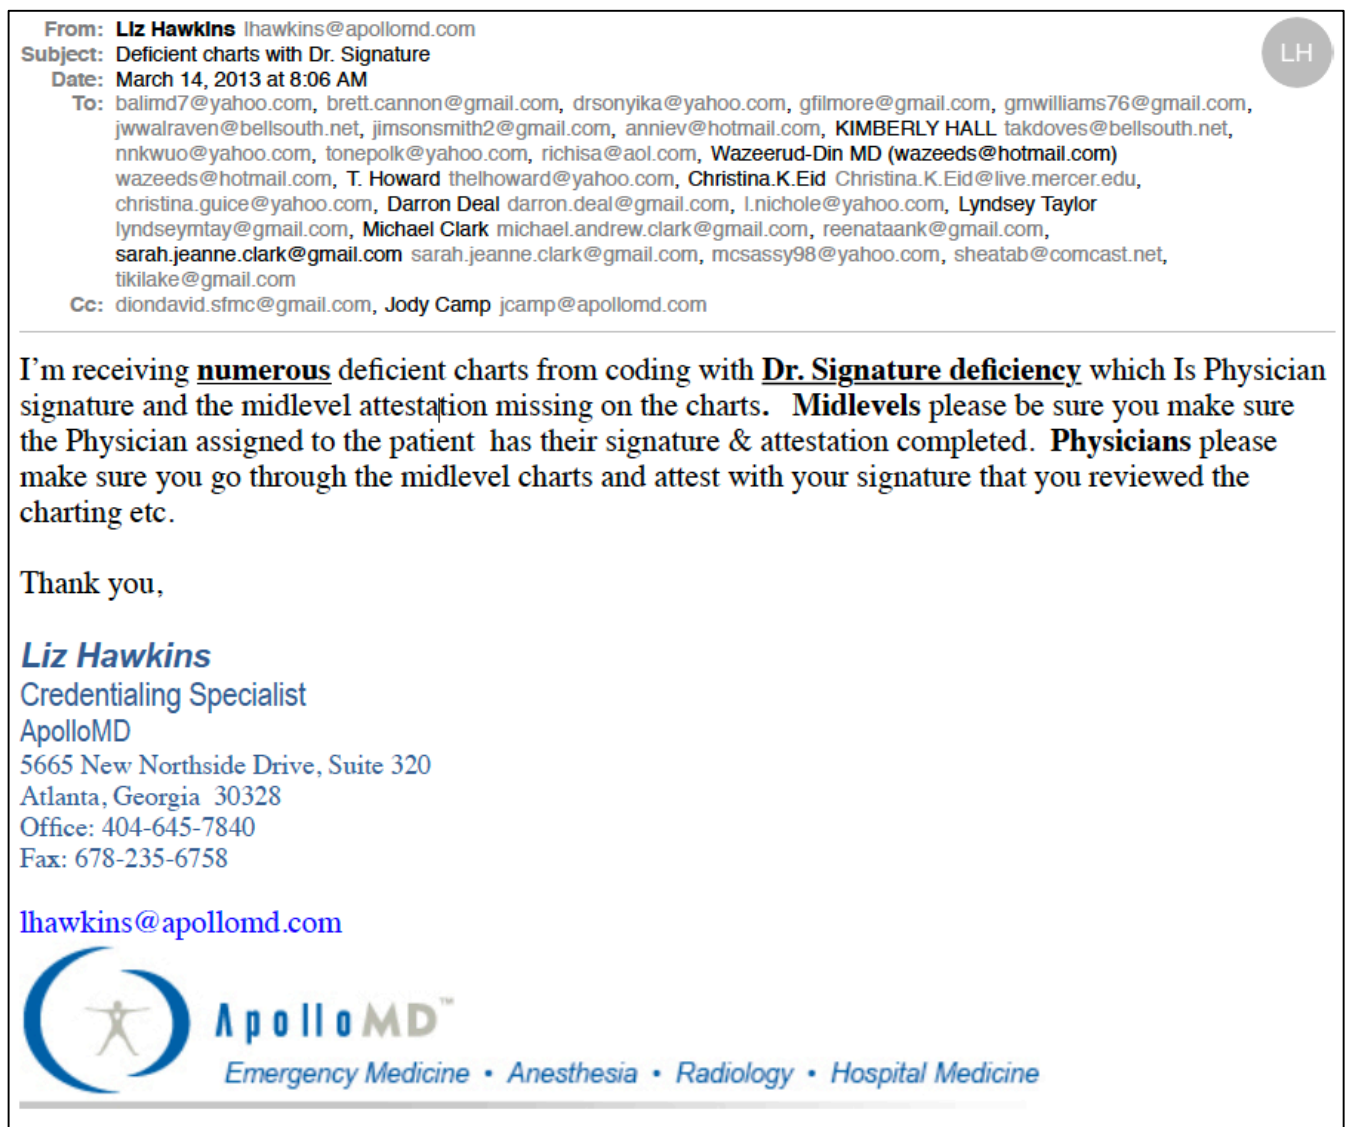 From: Liz Hawkins lhawkins@apollomd.com
Subject: Deficient charts with Dr. Signature
LH
Date: March 14, 2013 at 8:06 AM
To: balimd7@yahoo.com, brett.cannon@gmail.com, drsonyika@yahoo.com, gfilmore@gmail.com, gmwilliams76@gmail.com,
jwwalraven@bellsouth.net, jimsonsmith2@gmail.com, anniev@hotmail.com, KIMBERLY HALL takdoves@bellsouth.net,
nnkwuo@yahoo.com, tonepolk@yahoo.com, richisa@aol.com, Wazeerud-Din MD (wazeeds@hotmail.com)
wazeeds@hotmail.com, T. Howard thelhoward@yahoo.com, Christina.K.Eid Christina.K.Eid@live.mercer.edu,
christina.guice@yahoo.com, Darron Deal darron.deal@gmail.com, l.nichole@yahoo.com, Lyndsey Taylor
lyndseymtay@gmail.com, Michael Clark michael.andrew.clark@gmail.com, reenataank@gmail.com,
sarah.jeanne.clark@gmail.com sarah.jeanne.clark@gmail.com, mcsassy98@yahoo.com, sheatab@comcast.net,
tikilake@gmail.com
Cc: diondavid.sfmc@gmail.com, Jody Camp jcamp@apollomd.com
I'm receiving numerous deficient charts from coding with Dr. Signature deficiency which Is Physician
signature and the midlevel attestation missing on the charts. Midlevels please be sure you make sure
the Physician assigned to the patient has their signature & attestation completed. Physicians please
make sure you go through the midlevel charts and attest with your signature that you reviewed the
charting etc.
Thank you,
Liz Hawkins
Credentialing Specialist
ApolloMD
5665 New Northside Drive, Suite 320
Atlanta, Georgia 30328
Office: 404-645-7840
Fax: 678-235-6758
lhawkins@apollomd.com
ApolloMD™
Emergency Medicine • Anesthesia • Radiology • Hospital Medicine